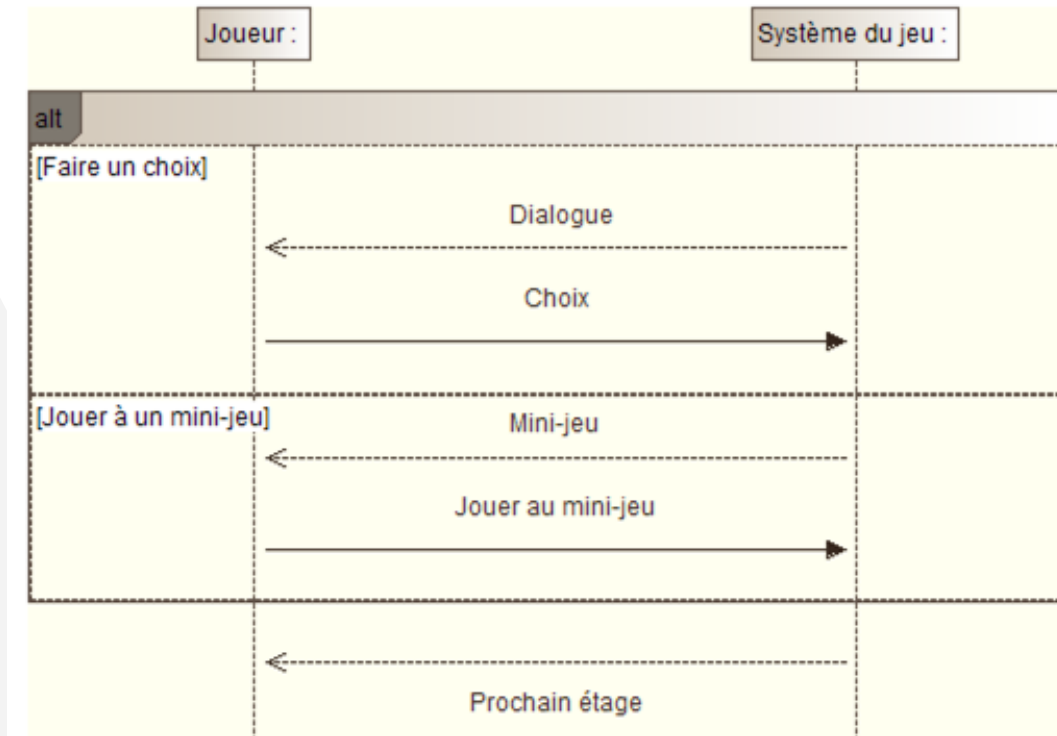 Joueur :
Système du jeu :
alt
[Faire un choix]
Dialogue
Choix
[Jouer à un mini-jeu]
Mini-jeu
Jouer au mini-jeu
Prochain étage